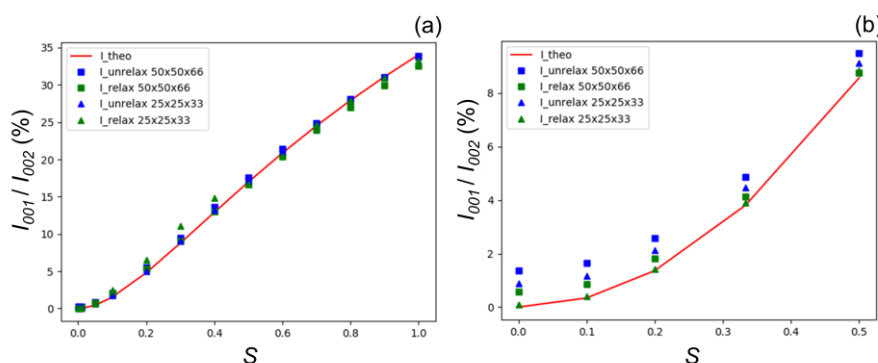 (a)
I_theo
I_unrelax 50x50x66
I_relax 50x50x66
I_unrelax 25x25x33
I_relax 25x25x33
I001 / I002 (%)
35
30
25
20
15
10
5
0
0.0 0.2 0.4 0.6 0.8 1.0
S
(b)
I_theo
I_unrelax 50x50x66
I_relax 50x50x66
I_unrelax 25x25x33
I_relax 25x25x33
I001 / I002 (%)
8
6
4
2
0
0.0 0.1 0.2 0.3 0.4 0.5
S